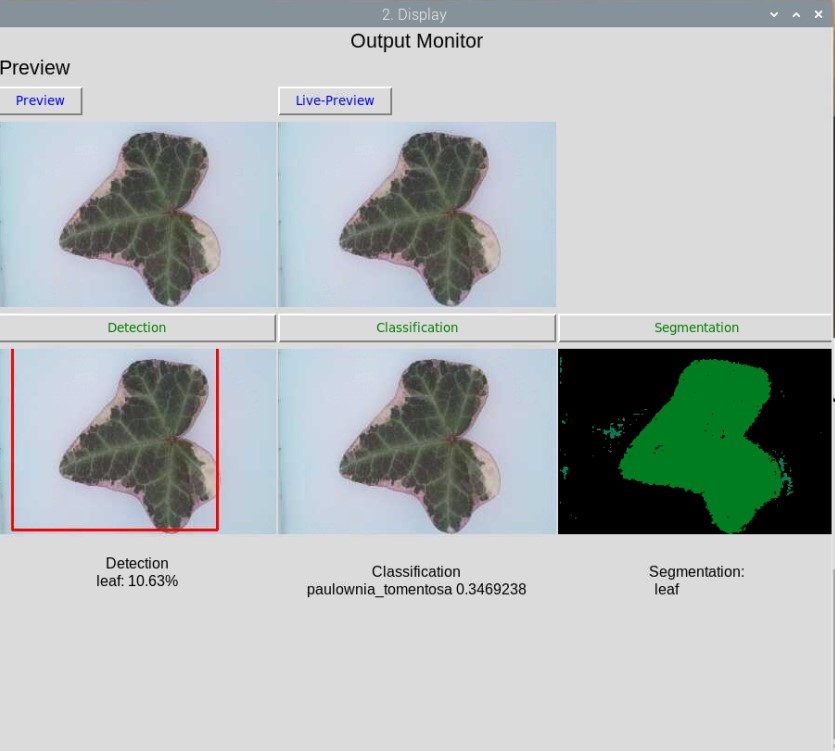 2. Display
Output Monitor
Preview
Preview
Live-Preview
Detection
Classification
Segmentation
Detection
leaf: 10.63%
Classification
paulownia_tomentosa 0.3469238
Segmentation:
leaf